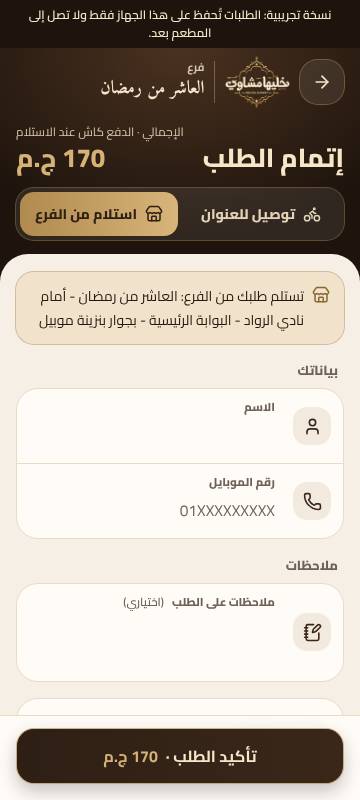 نسخة تجريبية: الطلبات تُحفظ على هذا الجهاز فقط ولا تصل إلى
المطعم بعد.
خليها مشاوي
فرع
العاشر من رمضان
الإجمالي · الدفع كاش عند الاستلام
إتمام الطلب
170 ج.م
توصيل للعنوان
استلام من الفرع
تستلم طلبك من الفرع: العاشر من رمضان - أمام
نادي الرواد - البوابة الرئيسية - بجوار بنزينة موبيل
بياناتك
الاسم
رقم الموبايل
01XXXXXXXXX
ملاحظات
ملاحظات على الطلب (اختياري)
تأكيد الطلب · 170 ج.م